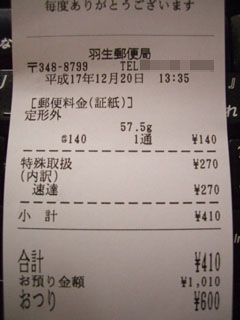 毎度ありがとうございます
羽生郵便局
〒348-8799 TEL
平成17年12月20日 13:35
[郵便料金(証紙)]
定形外
57.5g
@140 1通 ¥140
特殊取扱 ¥270
(内訳)
速達 ¥270
小 計 ¥410
合計 ¥410
お預り金額 ¥1,010
おつり ¥600